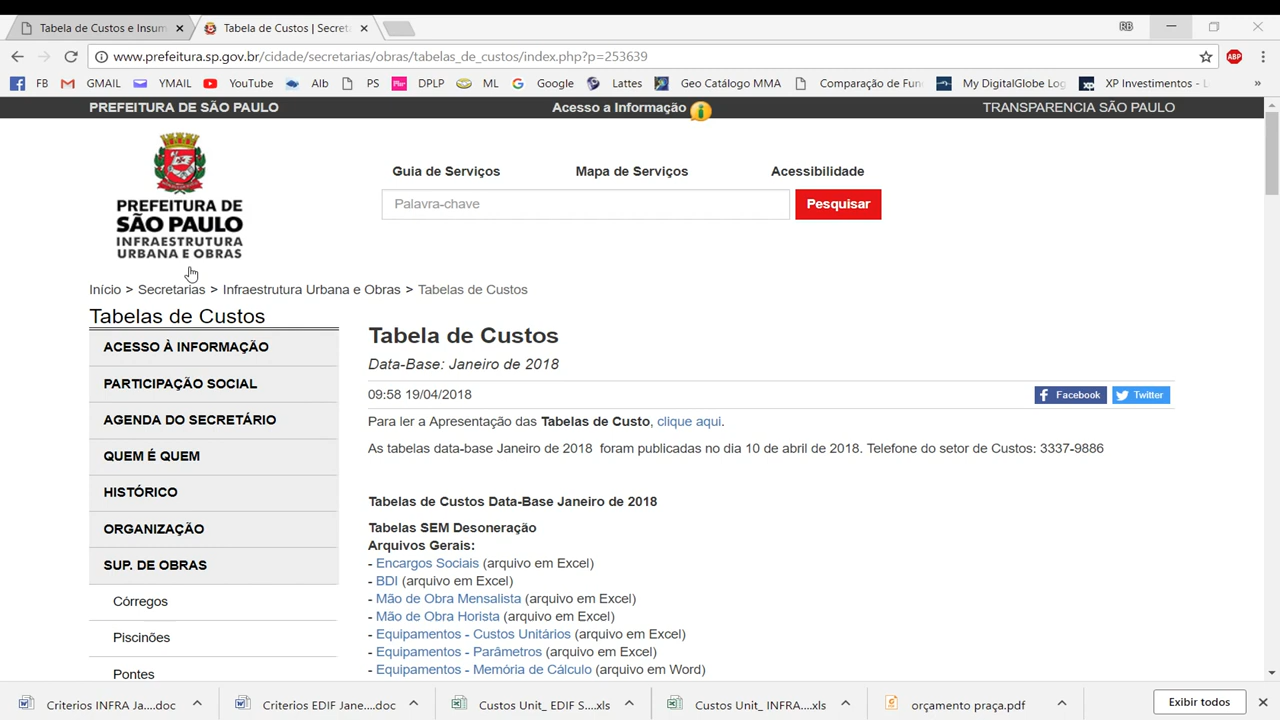 Tabela de Custos e Insum
Tabela de Custos | Secret
RB
www.prefeitura.sp.gov.br/cidade/secretarias/obras/tabelas_de_custos/index.php?p=253639
ABP
FB GMAIL YMAIL YouTube Alb PS DPLP ML Google Lattes Geo Catálogo MMA Comparação de Fun My DigitalGlobe Log XP Investimentos - L »
PREFEITURA DE SÃO PAULO Acesso a Informação TRANSPARENCIA SÃO PAULO
Guia de Serviços Mapa de Serviços Acessibilidade
Palavra-chave Pesquisar
PREFEITURA DE
SÃO PAULO
INFRAESTRUTURA
URBANA E OBRAS
Início > Secretarias > Infraestrutura Urbana e Obras > Tabelas de Custos
Tabelas de Custos
ACESSO À INFORMAÇÃO
PARTICIPAÇÃO SOCIAL
AGENDA DO SECRETÁRIO
QUEM É QUEM
HISTÓRICO
ORGANIZAÇÃO
SUP. DE OBRAS
Córregos
Piscinões
Pontes
Tabela de Custos
Data-Base: Janeiro de 2018
09:58 19/04/2018
Facebook Twitter
Para ler a Apresentação das Tabelas de Custo, clique aqui.
As tabelas data-base Janeiro de 2018 foram publicadas no dia 10 de abril de 2018. Telefone do setor de Custos: 3337-9886
Tabelas de Custos Data-Base Janeiro de 2018
Tabelas SEM Desoneração
Arquivos Gerais:
- Encargos Sociais (arquivo em Excel)
- BDI (arquivo em Excel)
- Mão de Obra Mensalista (arquivo em Excel)
- Mão de Obra Horista (arquivo em Excel)
- Equipamentos - Custos Unitários (arquivo em Excel)
- Equipamentos - Parâmetros (arquivo em Excel)
- Equipamentos - Memória de Cálculo (arquivo em Word)
Criterios INFRA Ja....doc Criterios EDIF Jane....doc Custos Unit_ EDIF S....xls Custos Unit_ INFRA....xls orçamento praça.pdf Exibir todos